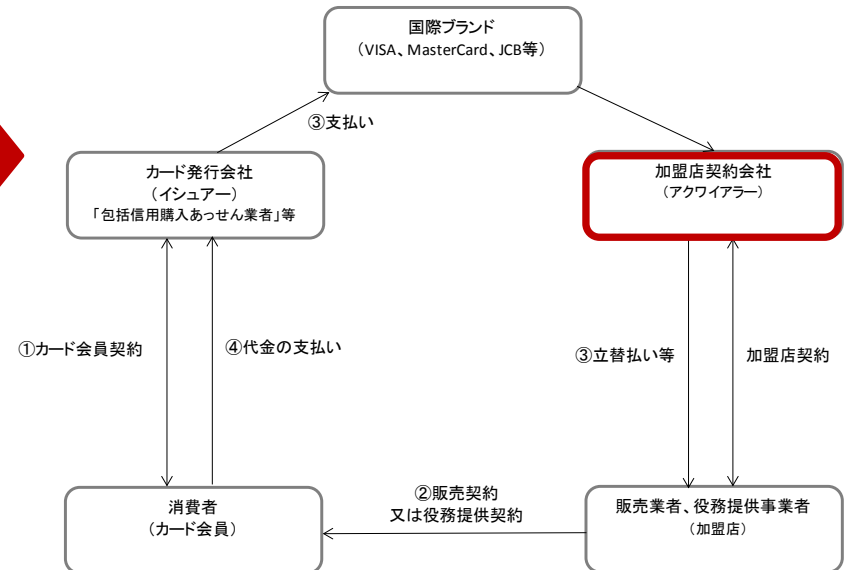 国際ブランド
（VISA、MasterCard、JCB等）
③支払い
カード発行会社
（イシュアー）
「包括信用購入あっせん業者」等
加盟店契約会社
（アクワイアラー）
①カード会員契約
④代金の支払い
③立替払い等
加盟店契約
②販売契約
又は役務提供契約
消費者
（カード会員）
販売業者、役務提供事業者
（加盟店）